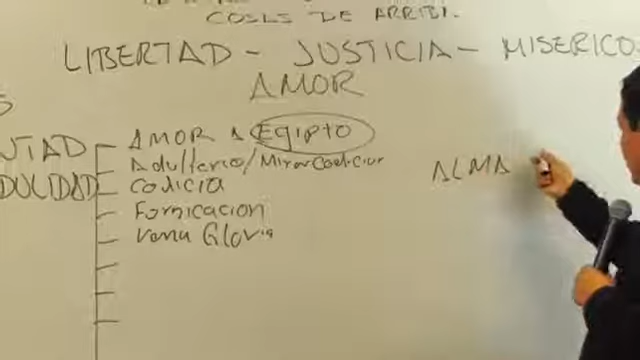 COSAS DE ARRIBA.
LIBERTAD - JUSTICIA - MISERICO
AMOR
AMOR A Egipto
Adulterio/Mirar Codiciar
Codicia
Fornicacion
Vana Gloria
ALMA